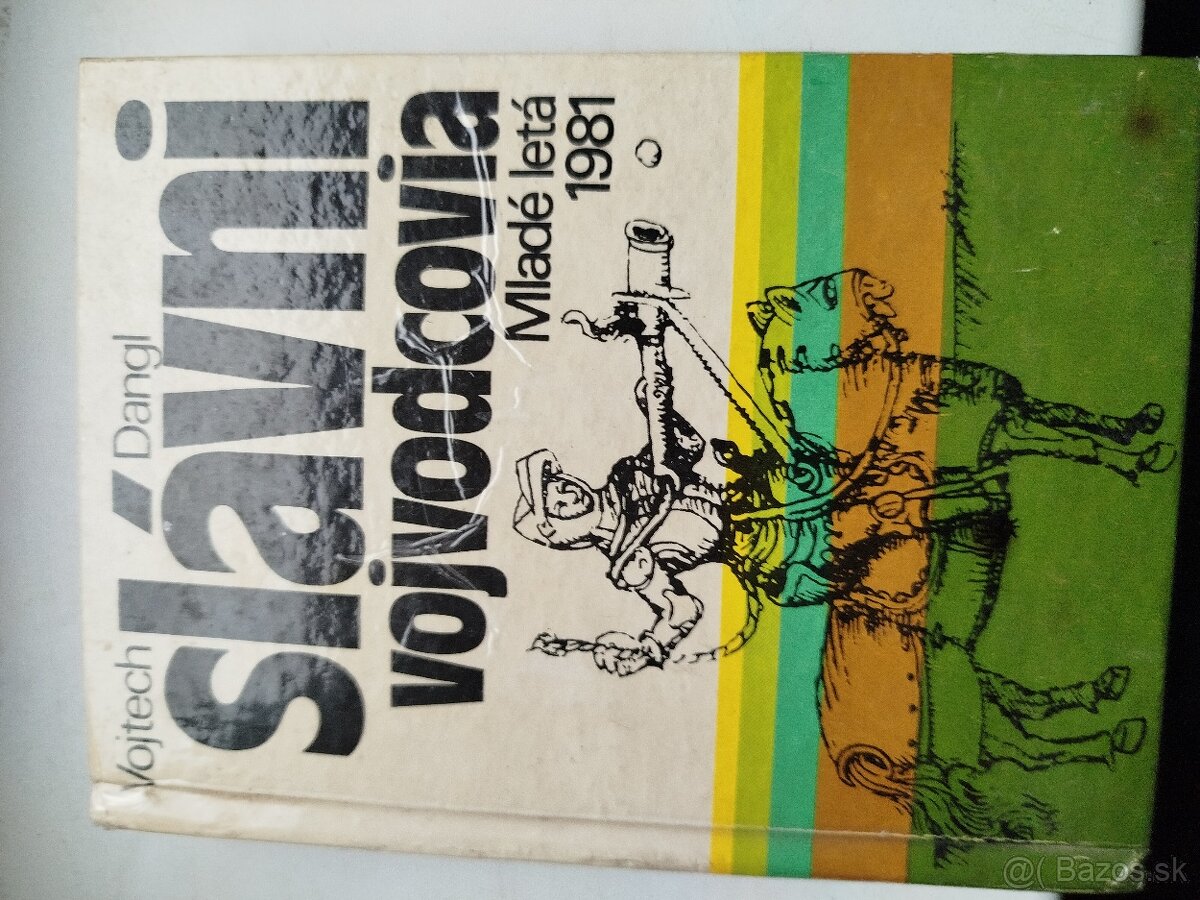 Vojtech Dangl
slávni
vojvodcovia
Mladé letá
1981
@( Bazos.sk